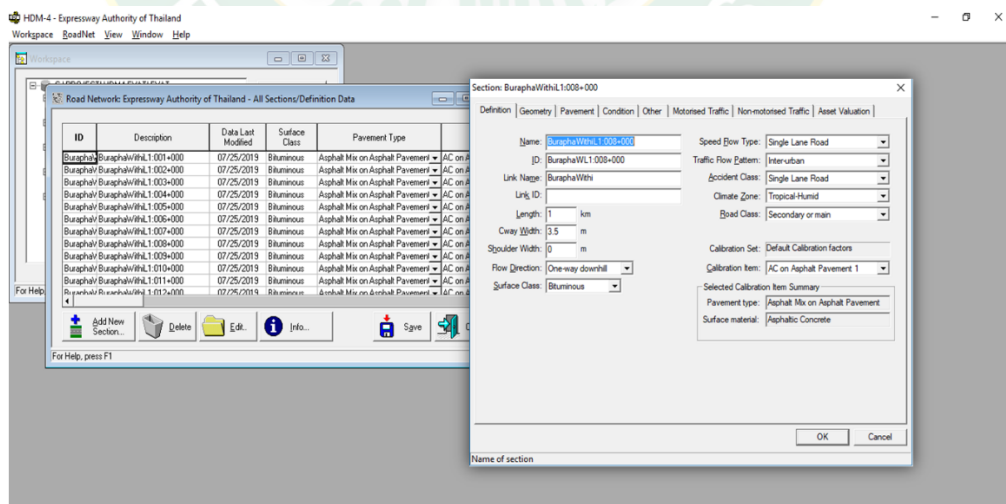 HDM-4 - Expressway Authority of Thailand
Workspace RoadNet View Window Help
Workspace
Road Network: Expressway Authority of Thailand - All Sections/Definition Data
ID Description Data Last Modified Surface Class Pavement Type
BuraphaV BuraphaWithiL1:001+000 07/25/2019 Bituminous Asphalt Mix on Asphalt Pavement AC on A
BuraphaV BuraphaWithiL1:002+000 07/25/2019 Bituminous Asphalt Mix on Asphalt Pavement AC on A
BuraphaV BuraphaWithiL1:003+000 07/25/2019 Bituminous Asphalt Mix on Asphalt Pavement AC on A
BuraphaV BuraphaWithiL1:004+000 07/25/2019 Bituminous Asphalt Mix on Asphalt Pavement AC on A
BuraphaV BuraphaWithiL1:005+000 07/25/2019 Bituminous Asphalt Mix on Asphalt Pavement AC on A
BuraphaV BuraphaWithiL1:006+000 07/25/2019 Bituminous Asphalt Mix on Asphalt Pavement AC on A
BuraphaV BuraphaWithiL1:007+000 07/25/2019 Bituminous Asphalt Mix on Asphalt Pavement AC on A
BuraphaV BuraphaWithiL1:008+000 07/25/2019 Bituminous Asphalt Mix on Asphalt Pavement AC on A
BuraphaV BuraphaWithiL1:009+000 07/25/2019 Bituminous Asphalt Mix on Asphalt Pavement AC on A
BuraphaV BuraphaWithiL1:010+000 07/25/2019 Bituminous Asphalt Mix on Asphalt Pavement AC on A
BuraphaV BuraphaWithiL1:011+000 07/25/2019 Bituminous Asphalt Mix on Asphalt Pavement AC on A
BuraphaV BuraphaWithiL1:012+000 07/25/2019 Bituminous Asphalt Mix on Asphalt Pavement AC on A
Add New Section... Delete Edit... Info... Save
For Help, press F1
For Help
Section: BuraphaWithiL1:008+000
Definition Geometry Pavement Condition Other Motorised Traffic Non-motorised Traffic Asset Valuation
Name: BuraphaWithiL1:008+000
ID: BuraphaWL1:008+000
Link Name: BuraphaWithi
Link ID:
Length: 1 km
Cway Width: 3.5 m
Shoulder Width: 0 m
Flow Direction: One-way downhill
Surface Class: Bituminous
Speed Flow Type: Single Lane Road
Traffic Flow Pattern: Inter-urban
Accident Class: Single Lane Road
Climate Zone: Tropical-Humid
Road Class: Secondary or main
Calibration Set: Default Calibration factors
Calibration Item: AC on Asphalt Pavement 1
Selected Calibration Item Summary
Pavement type: Asphalt Mix on Asphalt Pavement
Surface material: Asphaltic Concrete
OK Cancel
Name of section